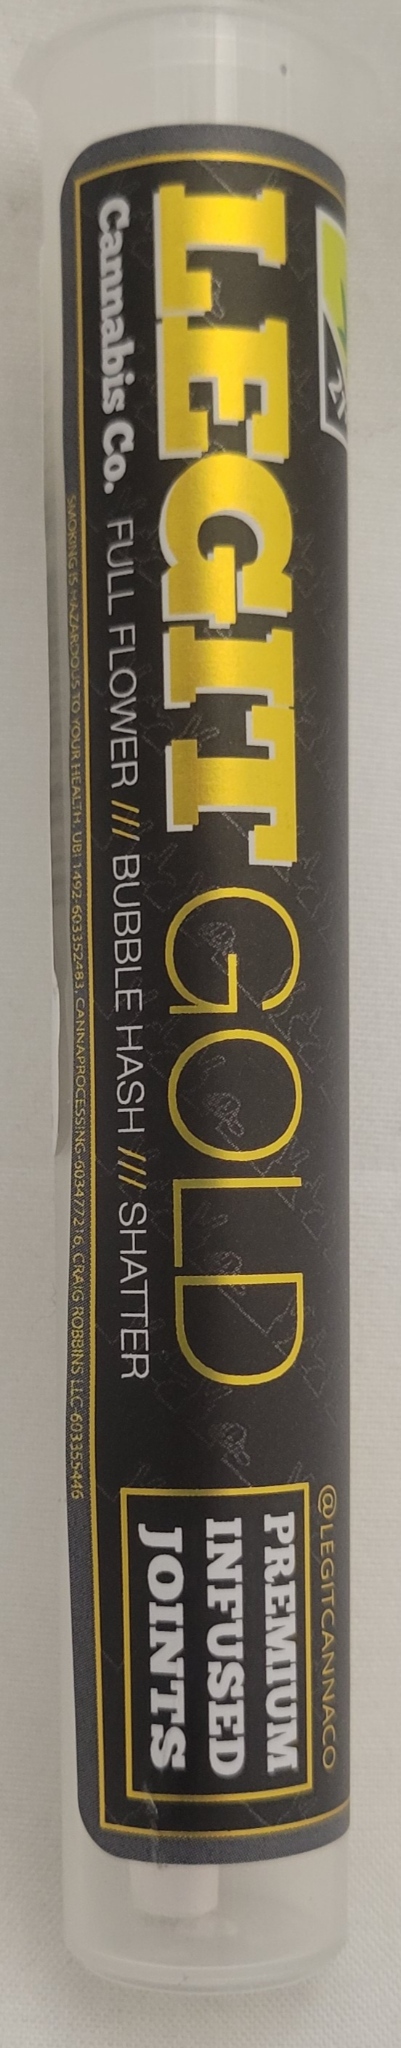 @LEGITCANNACO
21
LEGIT GOLD
PREMIUM
INFUSED
JOINTS
Cannabis Co. FULL FLOWER /// BUBBLE HASH /// SHATTER
SMOKING IS HAZARDOUS TO YOUR HEALTH. UBI 1492-603352483, CANNAPROCESSING-603477216, CRAIG ROBBINS LLC-603355446